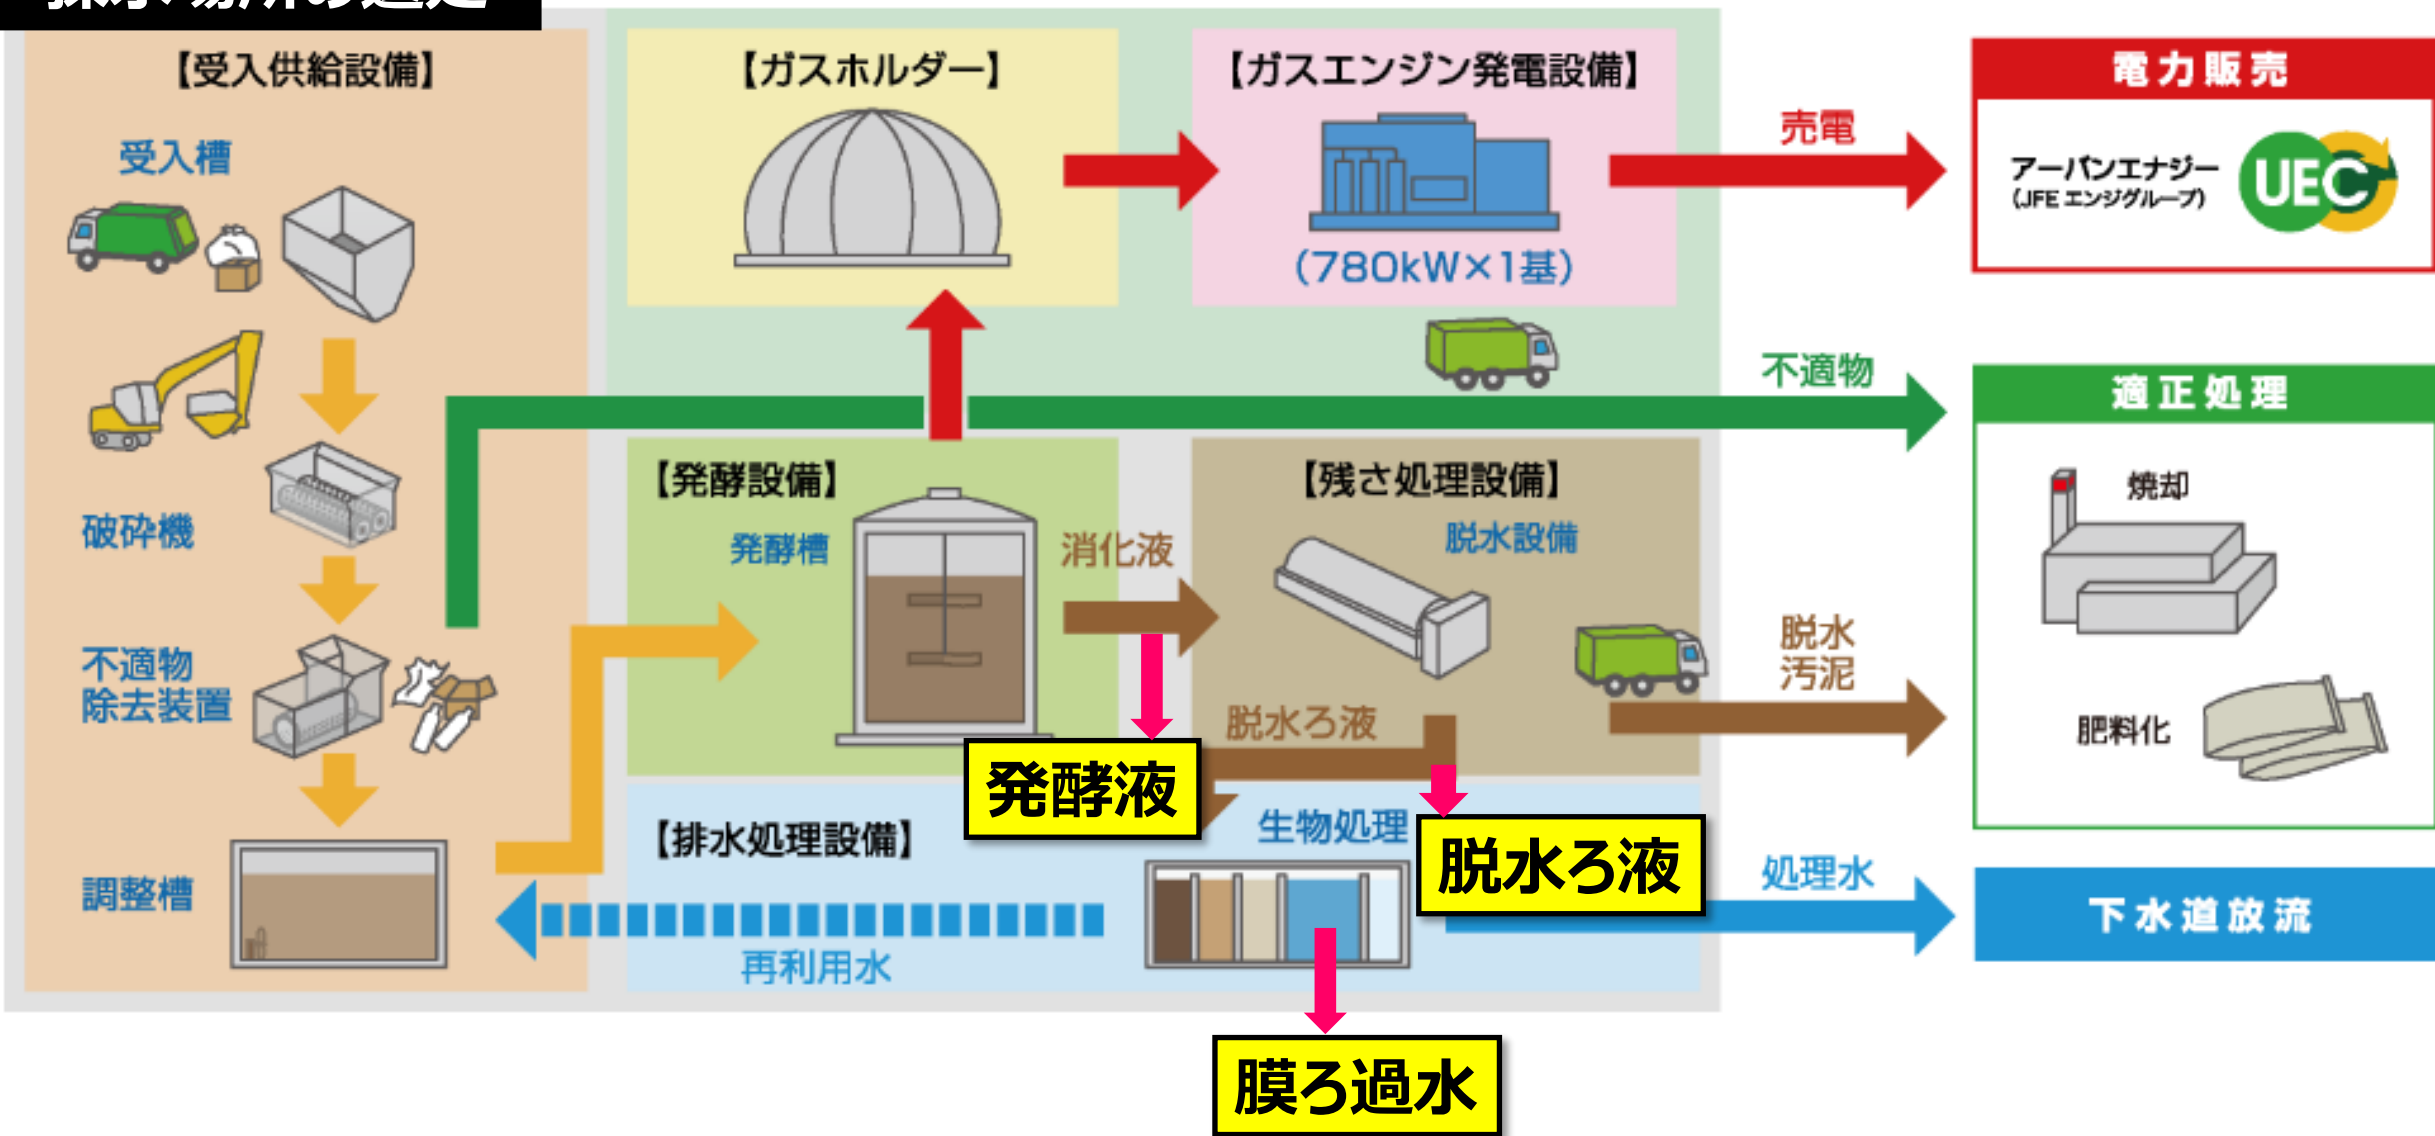 【受入供給設備】
受入槽
破砕機
不適物
除去装置
調整槽
【ガスホルダー】
【ガスエンジン発電設備】
(780kW×1基)
売電
電力販売
アーバンエナジー
(JFE エンジグループ)
UEC
不適物
適正処理
焼却
肥料化
【発酵設備】
発酵槽
消化液
【残さ処理設備】
脱水設備
脱水
汚泥
脱水ろ液
発酵液
【排水処理設備】
生物処理
脱水ろ液
処理水
下水道放流
再利用水
膜ろ過水